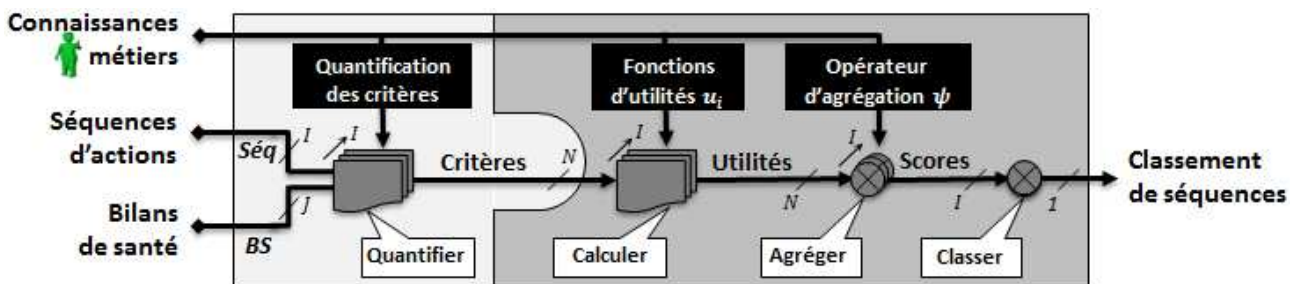 Connaissances
métiers
Quantification
des critères
Fonctions
d'utilités uᵢ
Opérateur
d'agrégation ψ
Séquences
d'actions
Séq
I
I
Critères
N
I
Utilités
N
I
Scores
I
1
Classement
de séquences
Bilans
de santé
BS
J
Quantifier
Calculer
Agréger
Classer